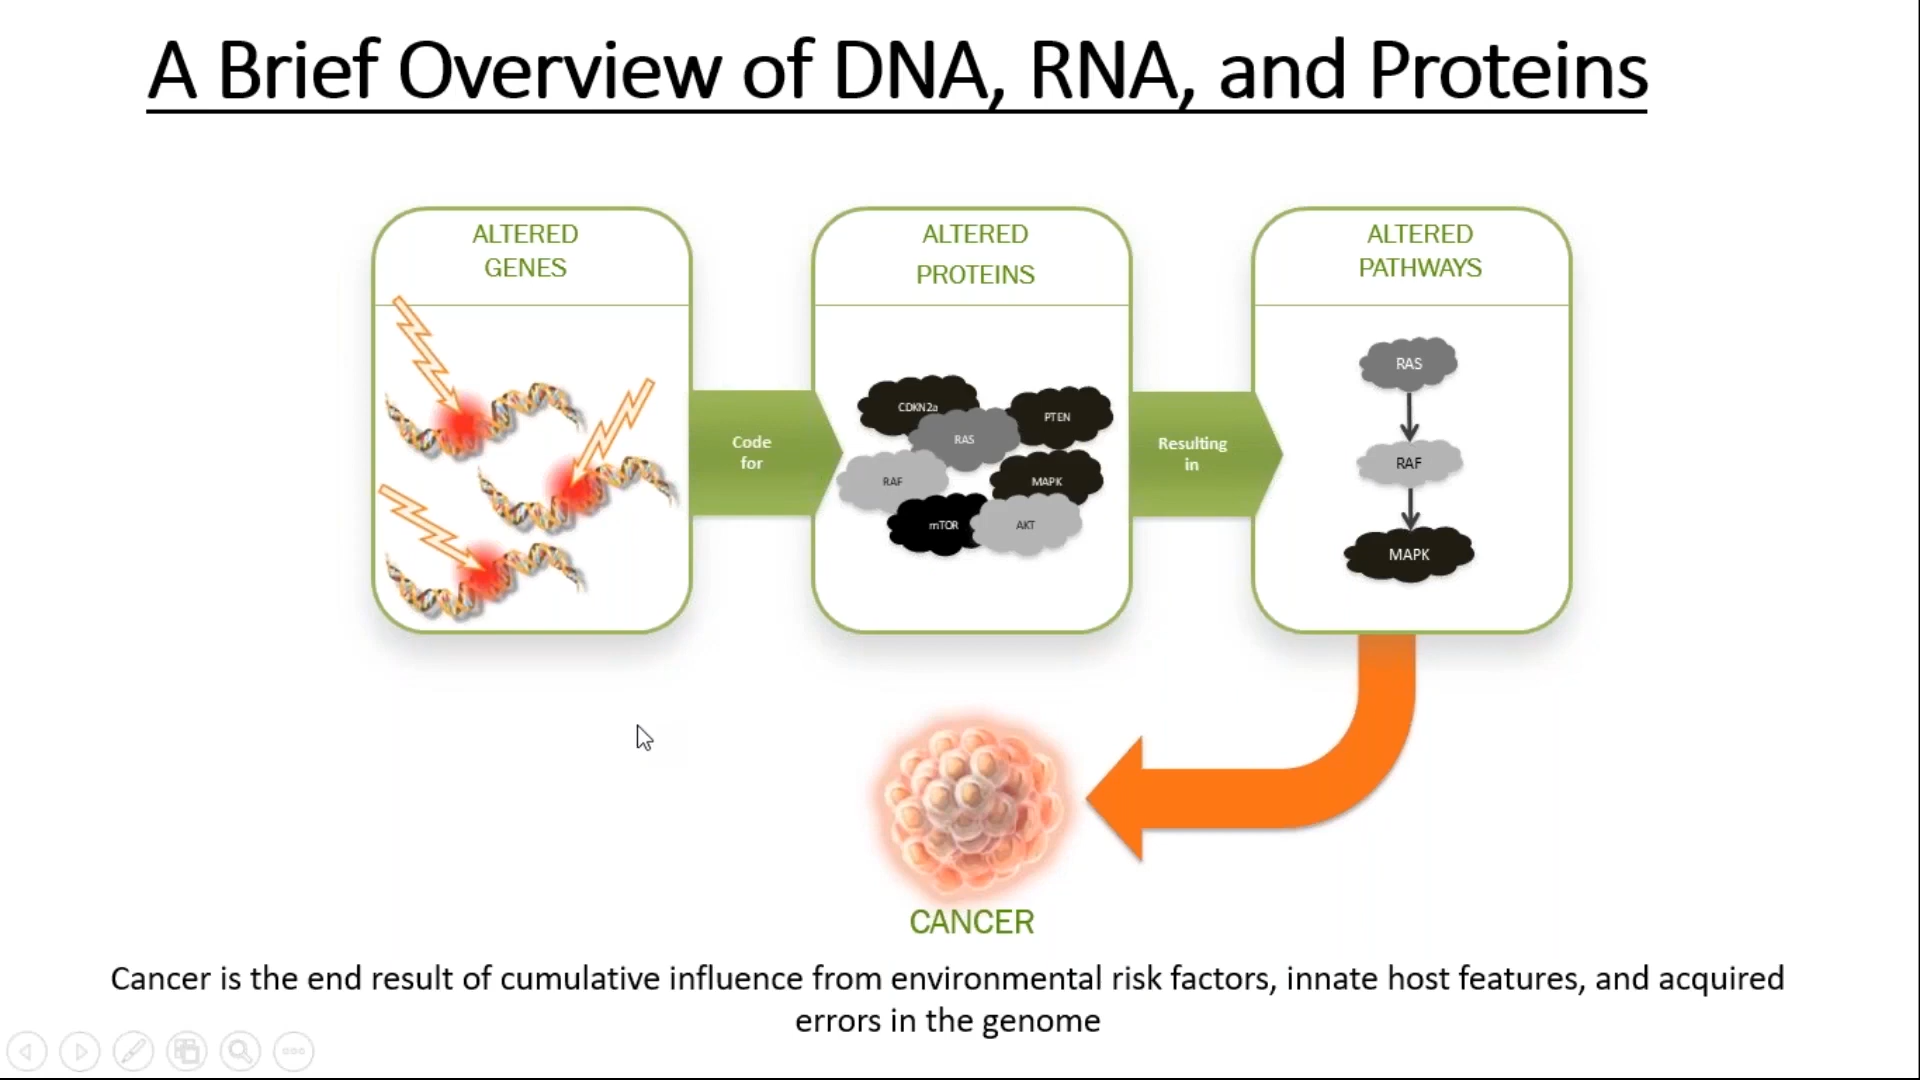 A Brief Overview of DNA, RNA, and Proteins
ALTERED
GENES
ALTERED
PROTEINS
ALTERED
PATHWAYS
Code
for
CDKN2a
RAS
PTEN
RAF
MAPK
mTOR
AKT
Resulting
in
RAS
RAF
MAPK
CANCER
Cancer is the end result of cumulative influence from environmental risk factors, innate host features, and acquired
errors in the genome